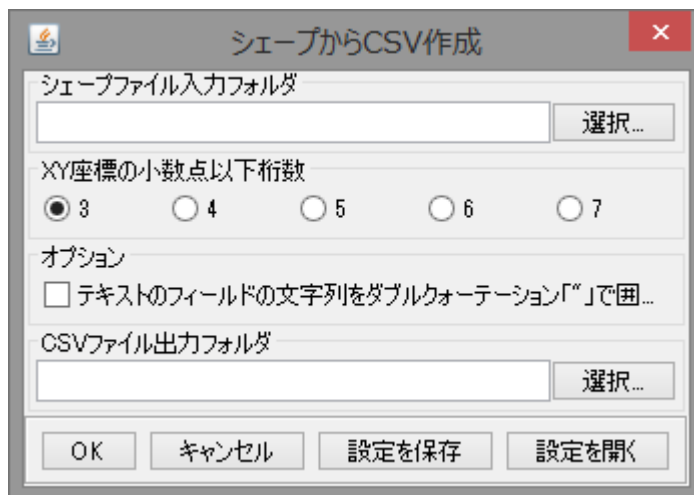 シェープからCSV作成
シェープファイル入力フォルダ
選択...
XY座標の小数点以下桁数
3 4 5 6 7
オプション
テキストのフィールドの文字列をダブルクォーテーション「"」で囲...
CSVファイル出力フォルダ
選択...
OK キャンセル 設定を保存 設定を開く